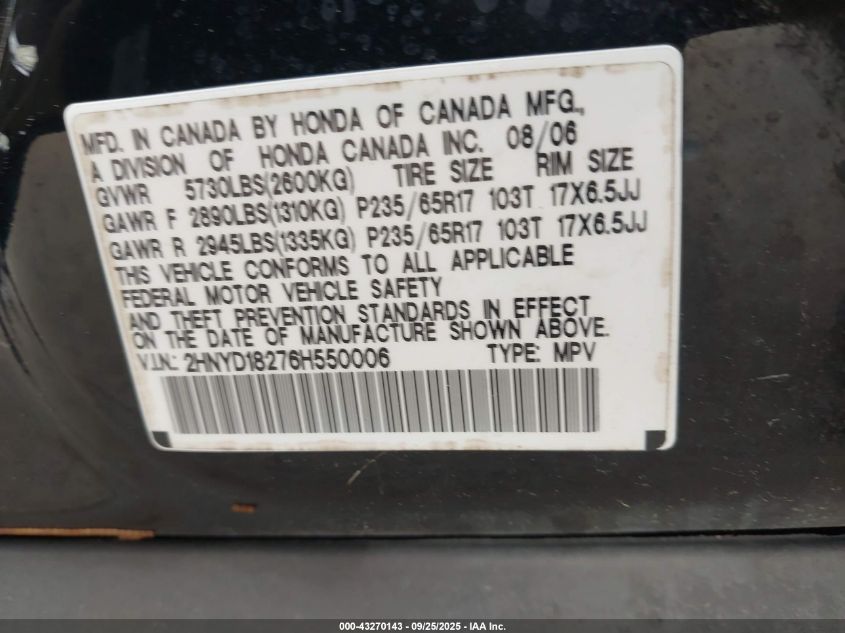 MFD. IN CANADA BY HONDA OF CANADA MFG.,
A DIVISION OF HONDA CANADA INC. 08/06
GVWR 5730LBS(2600KG) TIRE SIZE RIM SIZE
GAWR F 2890LBS(1310KG) P235/65R17 103T 17X6.5JJ
GAWR R 2945LBS(1335KG) P235/65R17 103T 17X6.5JJ
THIS VEHICLE CONFORMS TO ALL APPLICABLE
FEDERAL MOTOR VEHICLE SAFETY
AND THEFT PREVENTION STANDARDS IN EFFECT
ON THE DATE OF MANUFACTURE SHOWN ABOVE.
V.I.N.: 2HNYD18276H550006 TYPE: MPV
000-43270143 - 09/25/2025 - IAA Inc.